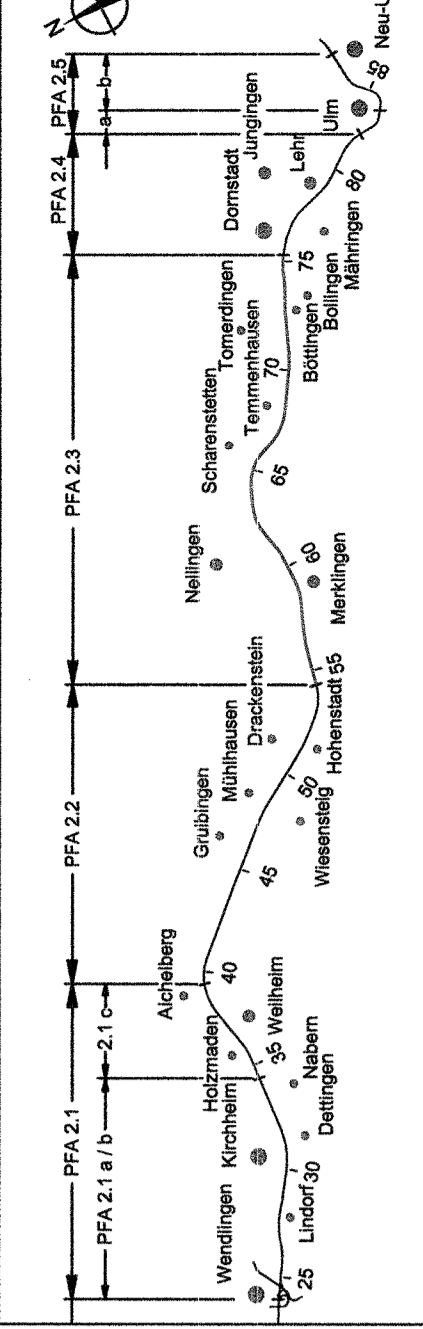 PFA 2.1
PFA 2.2
PFA 2.3
PFA 2.4
PFA 2.5
PFA 2.1 a / b
2.1 c
a
b
N
Wendlingen
Kirchheim
Holzmaden
Aichelberg
Weilheim
Lindorf
Dettingen
Nabern
Gruibingen
Mühlhausen
Drackenstein
Wiesensteig
Hohenstadt
Nellingen
Merklingen
Scharenstetten
Temmenhausen
Tomerdingen
Böttingen
Bollingen
Mähringen
Dornstadt
Jungingen
Lehr
Ulm
25
30
35
40
45
50
55
60
65
70
75
80
85